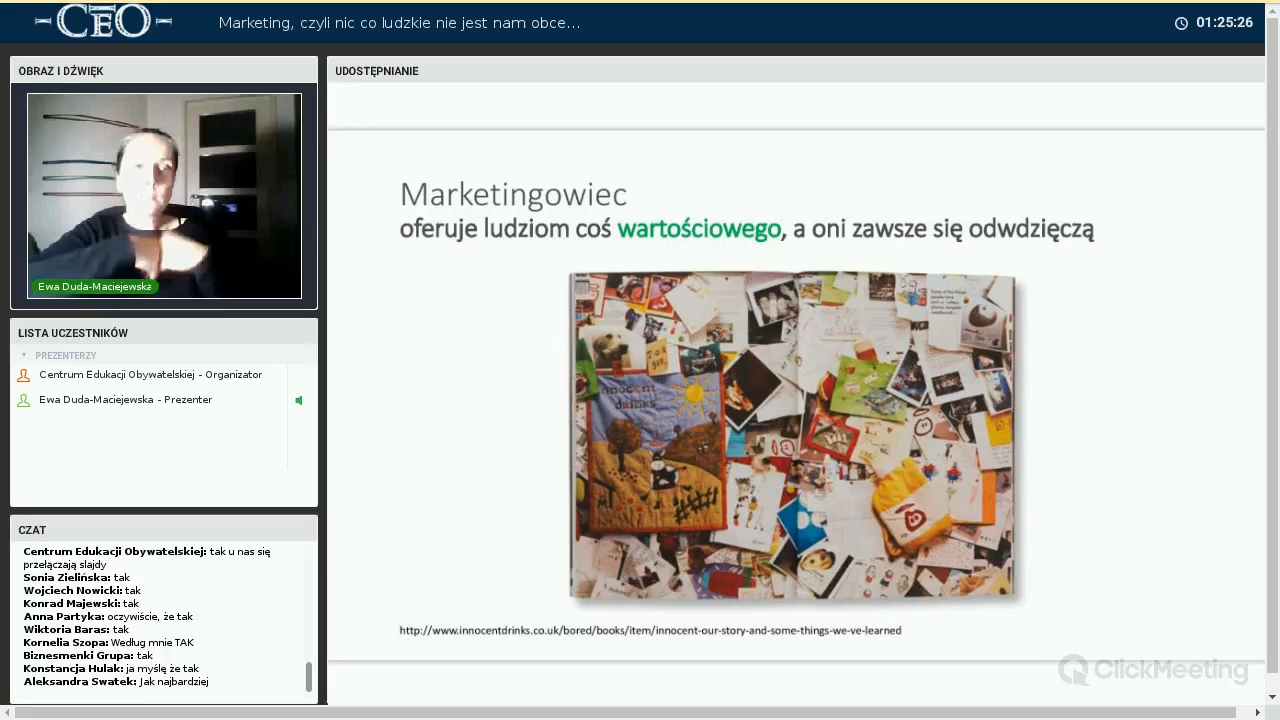 CEO
Marketing, czyli nic co ludzkie nie jest nam obce...
01:25:26
OBRAZ I DŹWIĘK
Ewa Duda-Maciejewska
LISTA UCZESTNIKÓW
PREZENTERZY
Centrum Edukacji Obywatelskiej - Organizator
Ewa Duda-Maciejewska - Prezenter
CZAT
Centrum Edukacji Obywatelskiej: tak u nas się
przełączają slajdy
Sonia Zielińska: tak
Wojciech Nowicki: tak
Konrad Majewski: tak
Anna Partyka: oczywiście, że tak
Wiktoria Baras: tak
Kornelia Szopa: Według mnie TAK
Biznesmenki Grupa: tak
Konstancja Hulak: ja myślę że tak
Aleksandra Swatek: Jak najbardziej
UDOSTĘPNIANIE
Marketingowiec
oferuje ludziom coś wartościowego, a oni zawsze się odwdzięczą
innocent
drinks
http://www.innocentdrinks.co.uk/bored/books/item/innocent-our-story-and-some-things-we-ve-learned
ClickMeeting